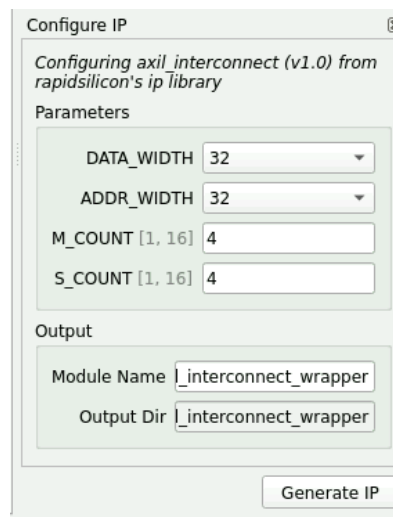 Configure IP
Configuring axil_interconnect (v1.0) from
rapidsilicon's ip library
Parameters
DATA_WIDTH 32
ADDR_WIDTH 32
M_COUNT [1, 16] 4
S_COUNT [1, 16] 4
Output
Module Name l_interconnect_wrapper
Output Dir l_interconnect_wrapper
Generate IP